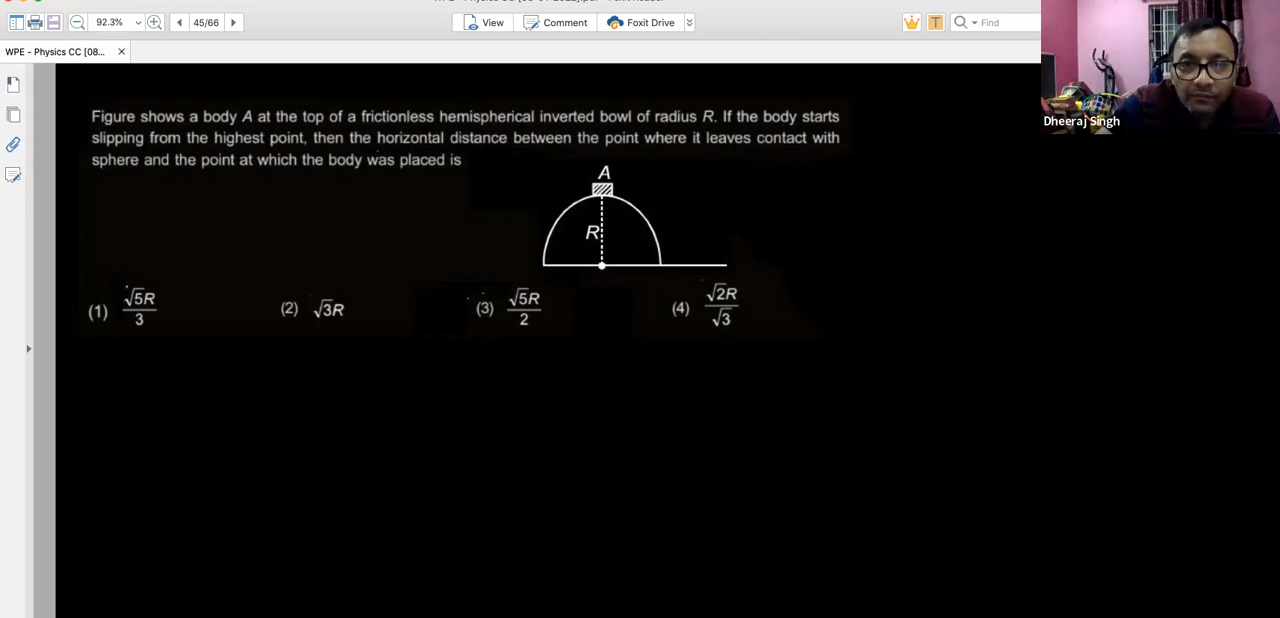 92.3%
45/66
View
Comment
Foxit Drive
T
Find
WPE - Physics CC [08...
Dheeraj Singh
Figure shows a body A at the top of a frictionless hemispherical inverted bowl of radius R. If the body starts
slipping from the highest point, then the horizontal distance between the point where it leaves contact with
sphere and the point at which the body was placed is
A
R
(1) √5R/3 (2) √3R (3) √5R/2 (4) √2R/√3